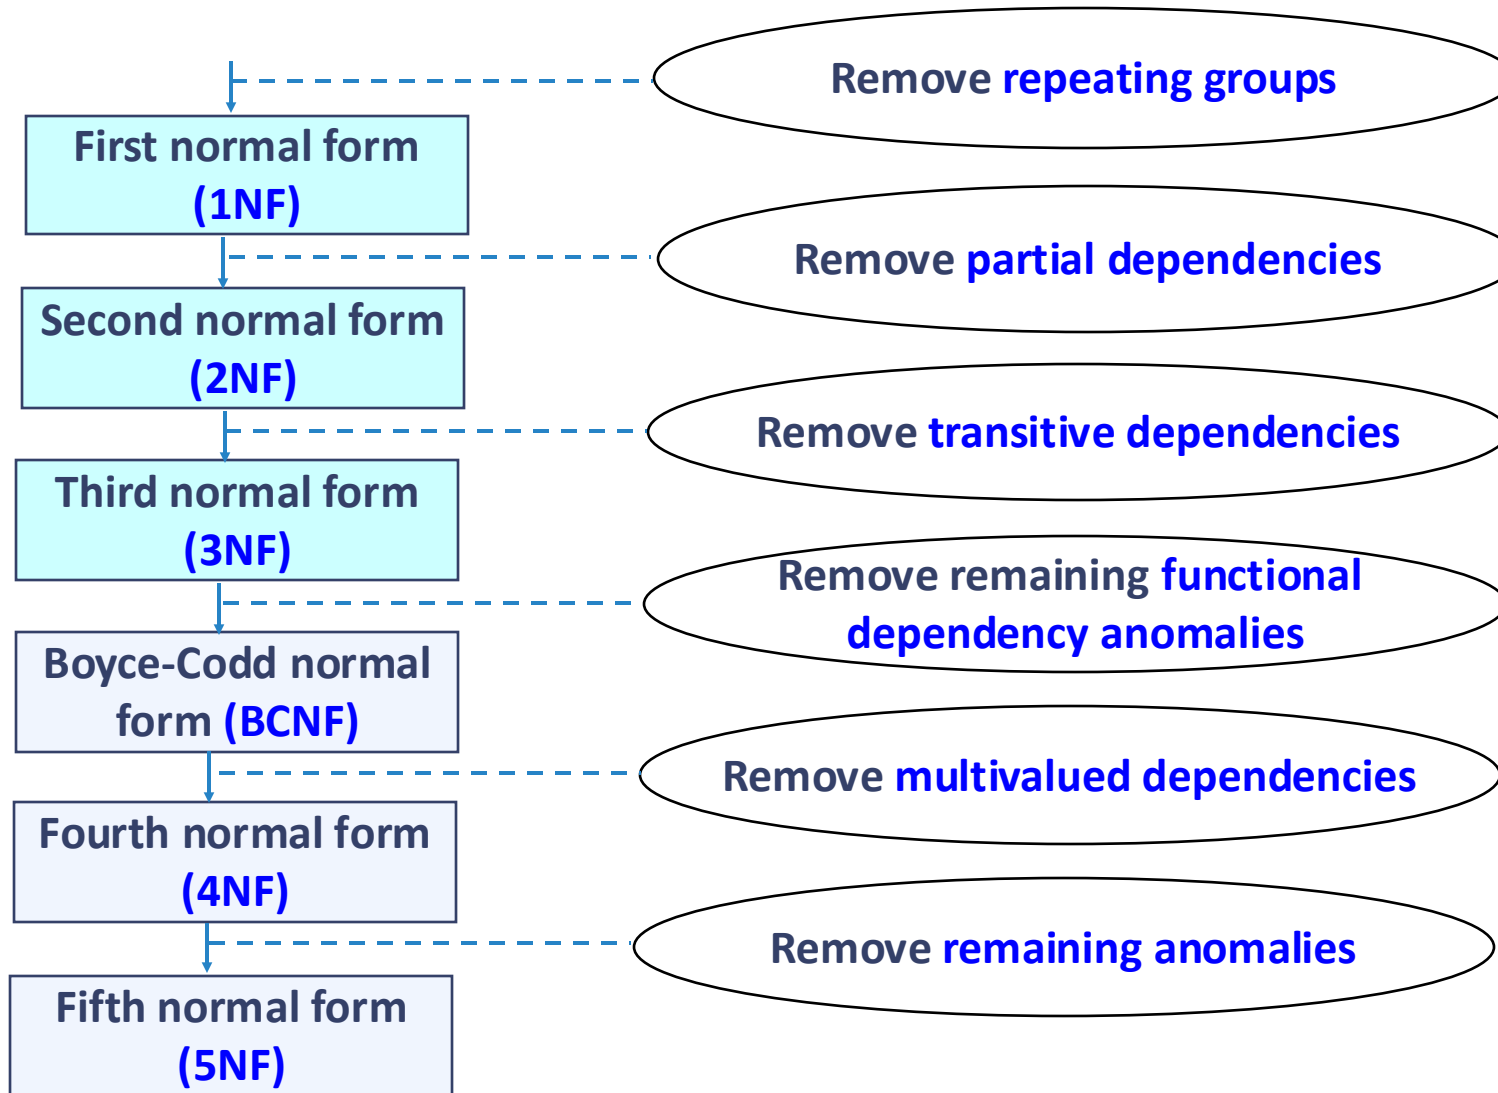 Remove repeating groups
First normal form
(1NF)
Remove partial dependencies
Second normal form
(2NF)
Remove transitive dependencies
Third normal form
(3NF)
Remove remaining functional
dependency anomalies
Boyce-Codd normal
form (BCNF)
Remove multivalued dependencies
Fourth normal form
(4NF)
Remove remaining anomalies
Fifth normal form
(5NF)